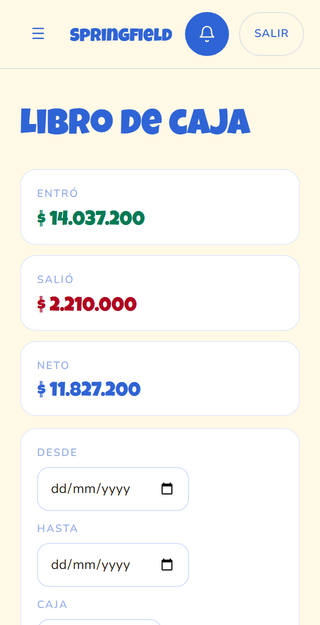 ☰ SPRINGFIELD SALIR
LIBRO DE CAJA
ENTRÓ
$ 14.037.200
SALIÓ
$ 2.210.000
NETO
$ 11.827.200
DESDE
dd/mm/yyyy
HASTA
dd/mm/yyyy
CAJA